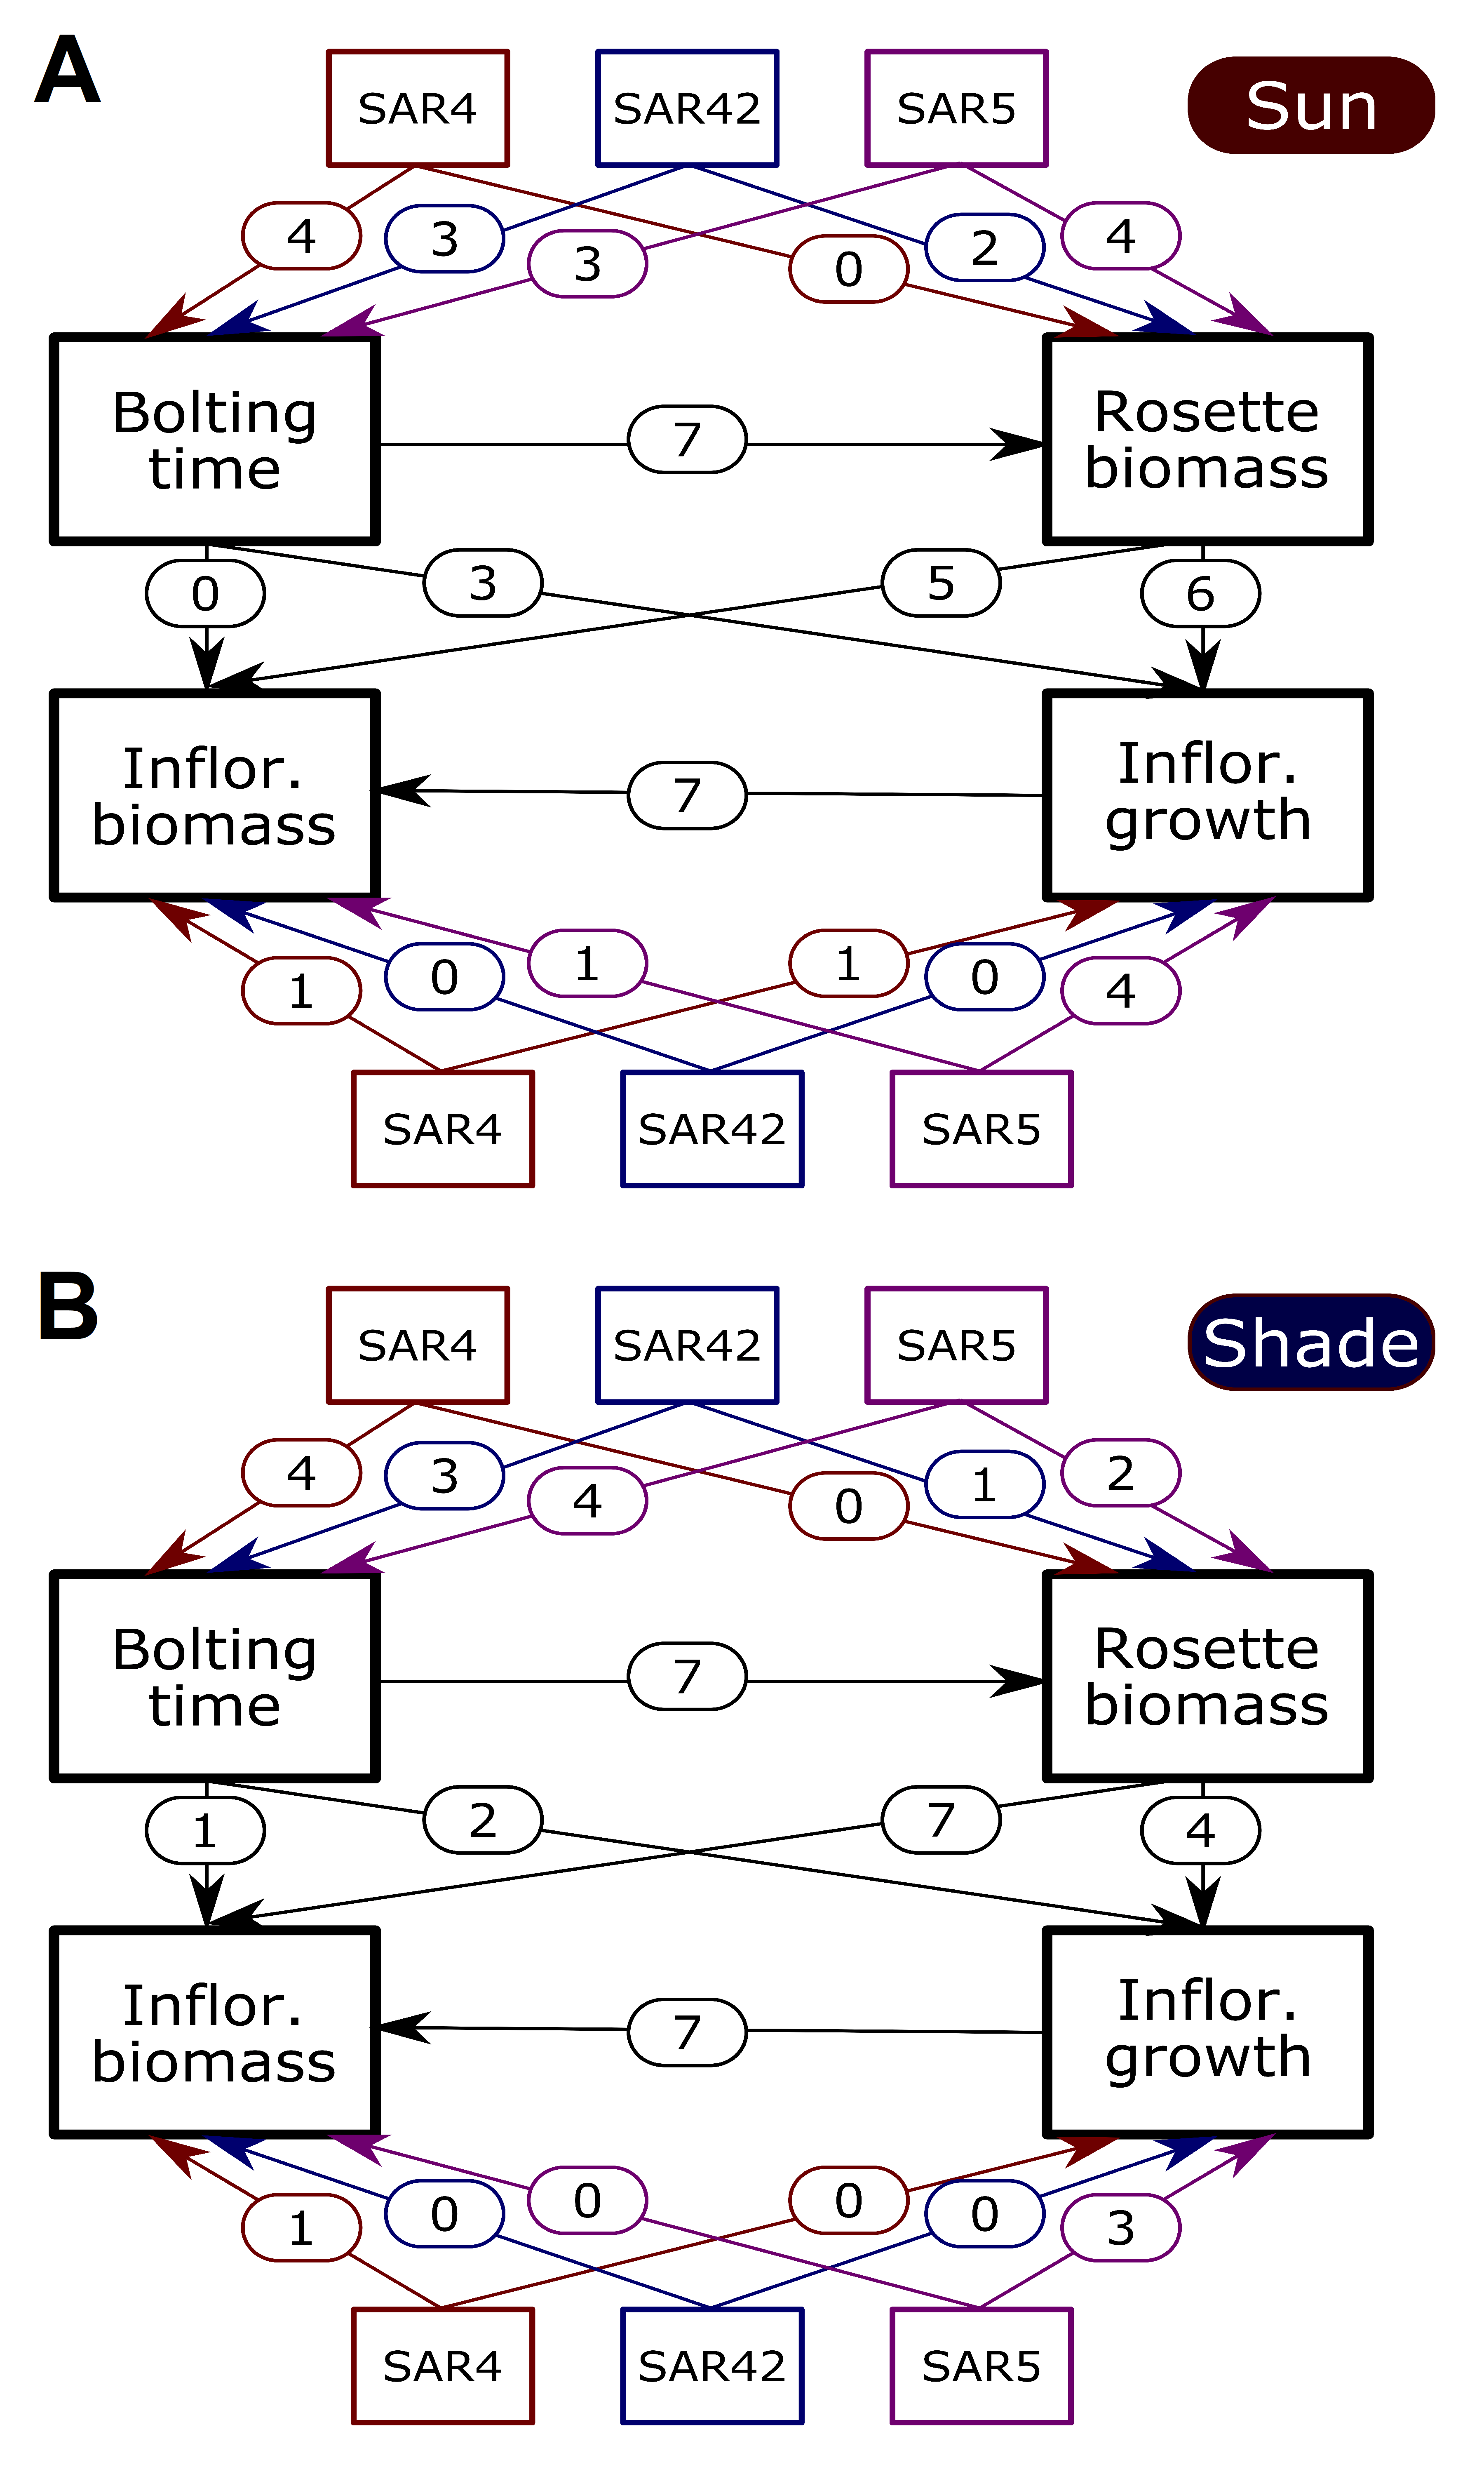 A
SAR4
SAR42
SAR5
Sun
4
3
3
0
2
4
Bolting
time
7
Rosette
biomass
0
3
5
6
Inflor.
biomass
7
Inflor.
growth
1
0
1
1
0
4
SAR4
SAR42
SAR5
B
SAR4
SAR42
SAR5
Shade
4
3
4
0
1
2
Bolting
time
7
Rosette
biomass
1
2
7
4
Inflor.
biomass
7
Inflor.
growth
1
0
0
0
0
3
SAR4
SAR42
SAR5